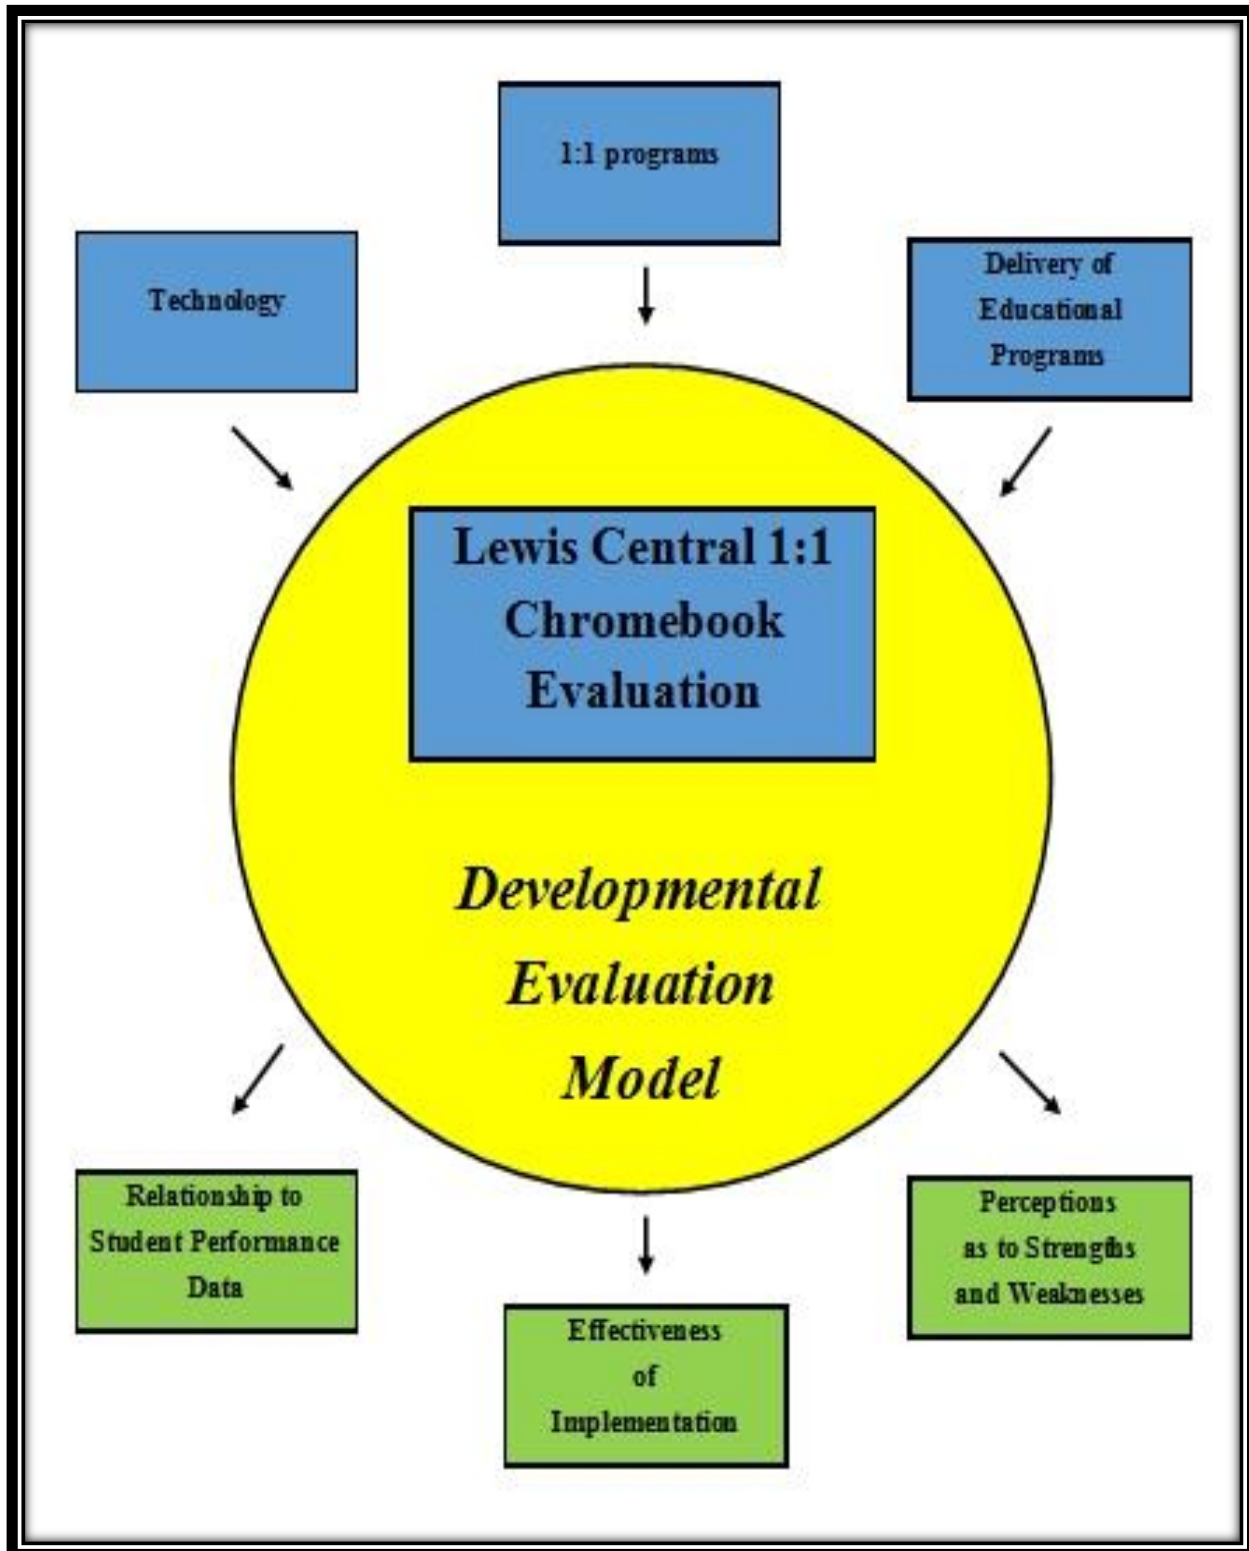 1:1 programs
Technology
Delivery of
Educational
Programs
Lewis Central 1:1
Chromebook
Evaluation
Developmental
Evaluation
Model
Relationship to
Student Performance
Data
Effectiveness
of
Implementation
Perceptions
as to Strengths
and Weaknesses